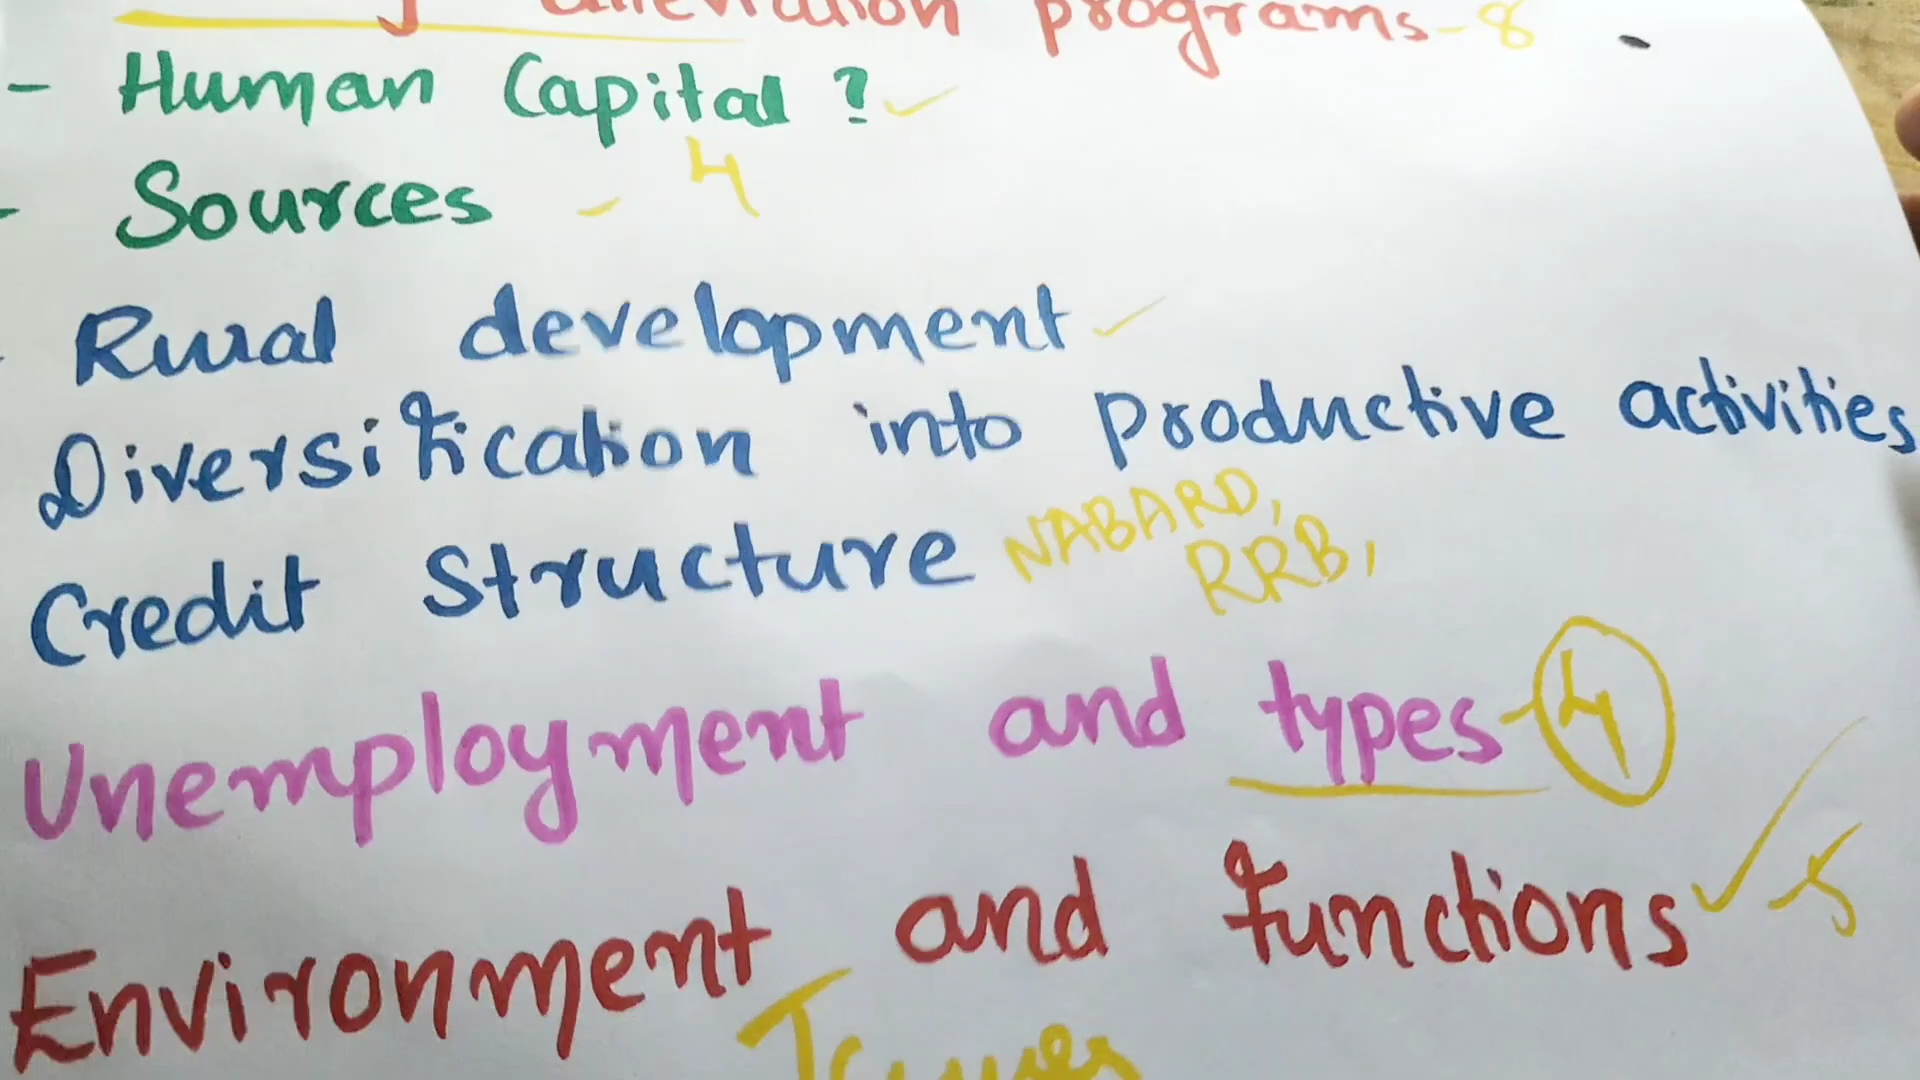 programs-8
- Human Capital?
- Sources - 4
Rural development
Diversification into productive activities
Credit structure NABARD,
RRB,
Unemployment and types-4
Environment and functions 5